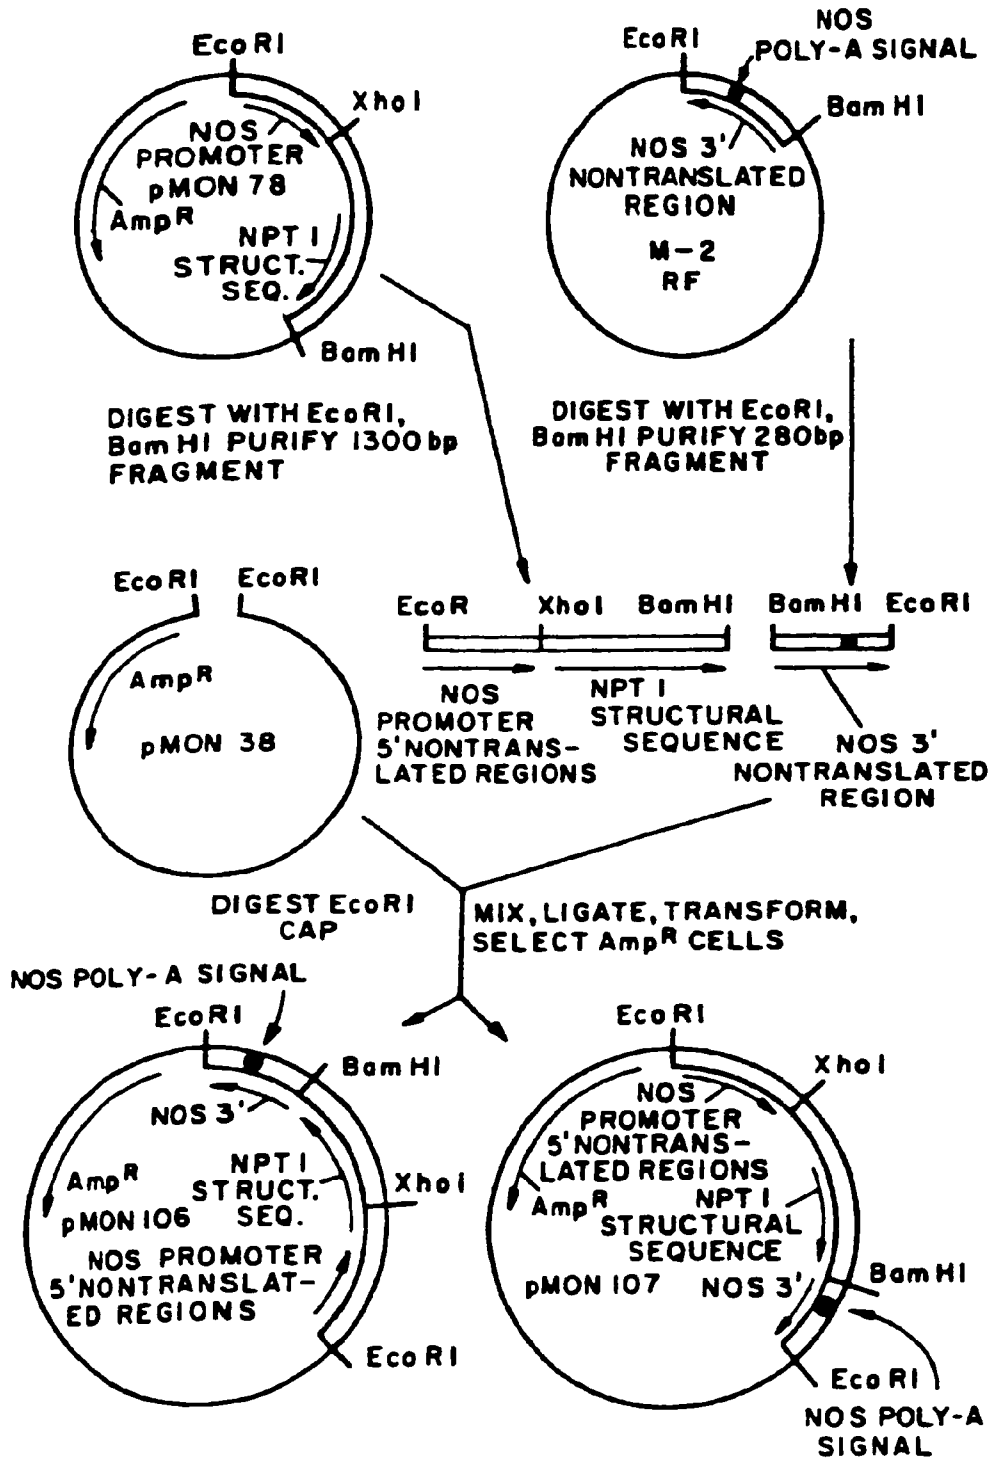 EcoRI
XhoI
NOS
PROMOTER
pMON 78
AmpR
NPT I
STRUCT.
SEQ.
BamHI
NOS
POLY-A SIGNAL
EcoRI
BamHI
NOS 3'
NONTRANSLATED
REGION
M-2
RF
DIGEST WITH EcoRI,
BamHI PURIFY 1300bp
FRAGMENT
DIGEST WITH EcoRI,
BamHI PURIFY 280bp
FRAGMENT
EcoRI EcoRI
AmpR
pMON 38
EcoR XhoI BamHI BamHI EcoRI
NOS
PROMOTER
5'NONTRANS-
LATED REGIONS
NPT I
STRUCTURAL
SEQUENCE
NOS 3'
NONTRANSLATED
REGION
DIGEST EcoRI
CAP
MIX, LIGATE, TRANSFORM,
SELECT AmpR CELLS
NOS POLY-A SIGNAL
EcoRI
BamHI
NOS 3'
NPT I
STRUCT.
SEQ.
XhoI
AmpR
pMON 106
NOS PROMOTER
5'NONTRANSLAT-
ED REGIONS
EcoRI
EcoRI
XhoI
NOS
PROMOTER
5'NONTRANS-
LATED REGIONS
AmpR
NPT I
STRUCTURAL
SEQUENCE
pMON 107
NOS 3'
BamHI
EcoRI
NOS POLY-A
SIGNAL